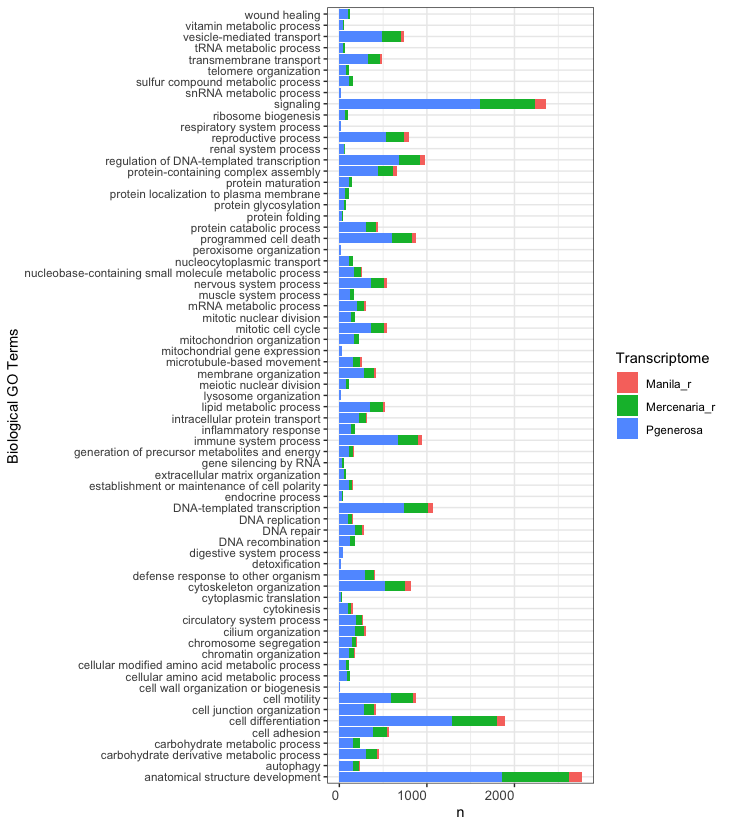 wound healing
vitamin metabolic process
vesicle-mediated transport
tRNA metabolic process
transmembrane transport
telomere organization
sulfur compound metabolic process
snRNA metabolic process
signaling
ribosome biogenesis
respiratory system process
reproductive process
renal system process
regulation of DNA-templated transcription
protein-containing complex assembly
protein maturation
protein localization to plasma membrane
protein glycosylation
protein folding
protein catabolic process
programmed cell death
peroxisome organization
nucleocytoplasmic transport
nucleobase-containing small molecule metabolic process
nervous system process
muscle system process
mRNA metabolic process
mitotic nuclear division
mitotic cell cycle
mitochondrion organization
mitochondrial gene expression
microtubule-based movement
membrane organization
meiotic nuclear division
lysosome organization
lipid metabolic process
intracellular protein transport
inflammatory response
immune system process
generation of precursor metabolites and energy
gene silencing by RNA
extracellular matrix organization
establishment or maintenance of cell polarity
endocrine process
DNA-templated transcription
DNA replication
DNA repair
DNA recombination
digestive system process
detoxification
defense response to other organism
cytoskeleton organization
cytoplasmic translation
cytokinesis
circulatory system process
cilium organization
chromosome segregation
chromatin organization
cellular modified amino acid metabolic process
cellular amino acid metabolic process
cell wall organization or biogenesis
cell motility
cell junction organization
cell differentiation
cell adhesion
carbohydrate metabolic process
carbohydrate derivative metabolic process
autophagy
anatomical structure development
Biological GO Terms
0 1000 2000
n
Transcriptome
Manila_r
Mercenaria_r
Pgenerosa